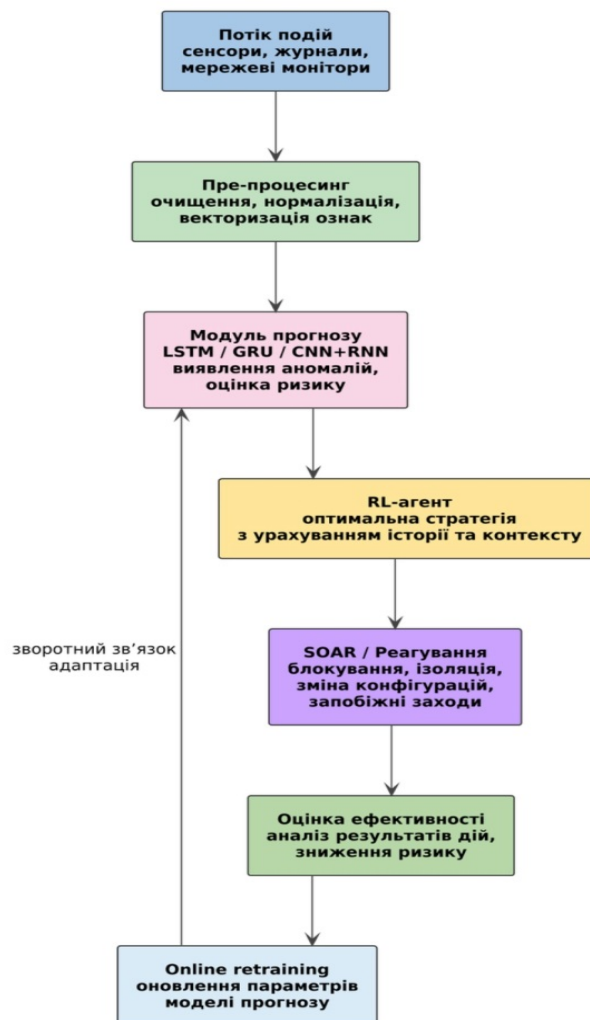 Потік подій
сенсори, журнали,
мережеві монітори
Пре-процесинг
очищення, нормалізація,
векторизація ознак
Модуль прогнозу
LSTM / GRU / CNN+RNN
виявлення аномалій,
оцінка ризику
RL-агент
оптимальна стратегія
з урахуванням історії та контексту
зворотний зв’язок
адаптація
SOAR / Реагування
блокування, ізоляція,
зміна конфігурацій,
запобіжні заходи
Оцінка ефективності
аналіз результатів дій,
зниження ризику
Online retraining
оновлення параметрів
моделі прогнозу